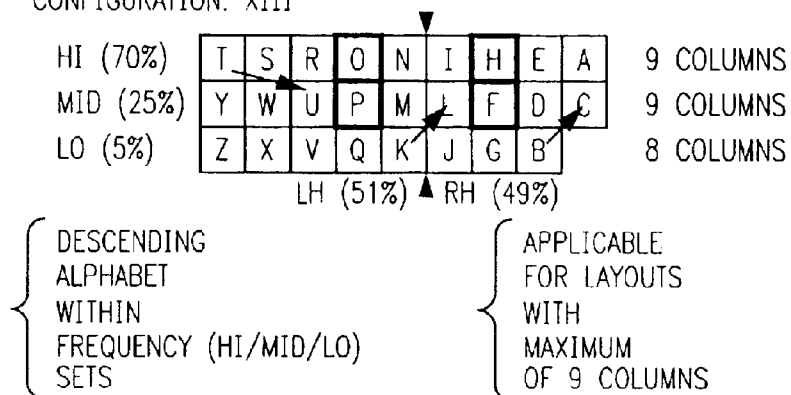 CONFIGURATION: XIII
HI (70%) T S R O N I H E A 9 COLUMNS
MID (25%) Y W U P M L F D C 9 COLUMNS
LO (5%) Z X V Q K J G B 8 COLUMNS
LH (51%) RH (49%)
DESCENDING
ALPHABET
WITHIN
FREQUENCY (HI/MID/LO)
SETS
APPLICABLE
FOR LAYOUTS
WITH
MAXIMUM
OF 9 COLUMNS